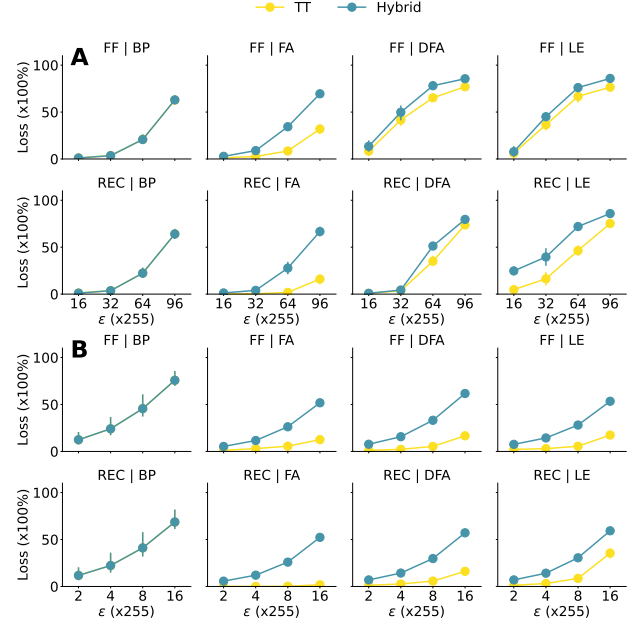 TT Hybrid
A
FF | BP FF | FA FF | DFA FF | LE
Loss (x100%)
100
50
0
REC | BP REC | FA REC | DFA REC | LE
Loss (x100%)
100
50
0
16 32 64 96 16 32 64 96 16 32 64 96 16 32 64 96
ε (x255) ε (x255) ε (x255) ε (x255)
B
FF | BP FF | FA FF | DFA FF | LE
Loss (x100%)
100
50
0
REC | BP REC | FA REC | DFA REC | LE
Loss (x100%)
100
50
0
2 4 8 16 2 4 8 16 2 4 8 16 2 4 8 16
ε (x255) ε (x255) ε (x255) ε (x255)